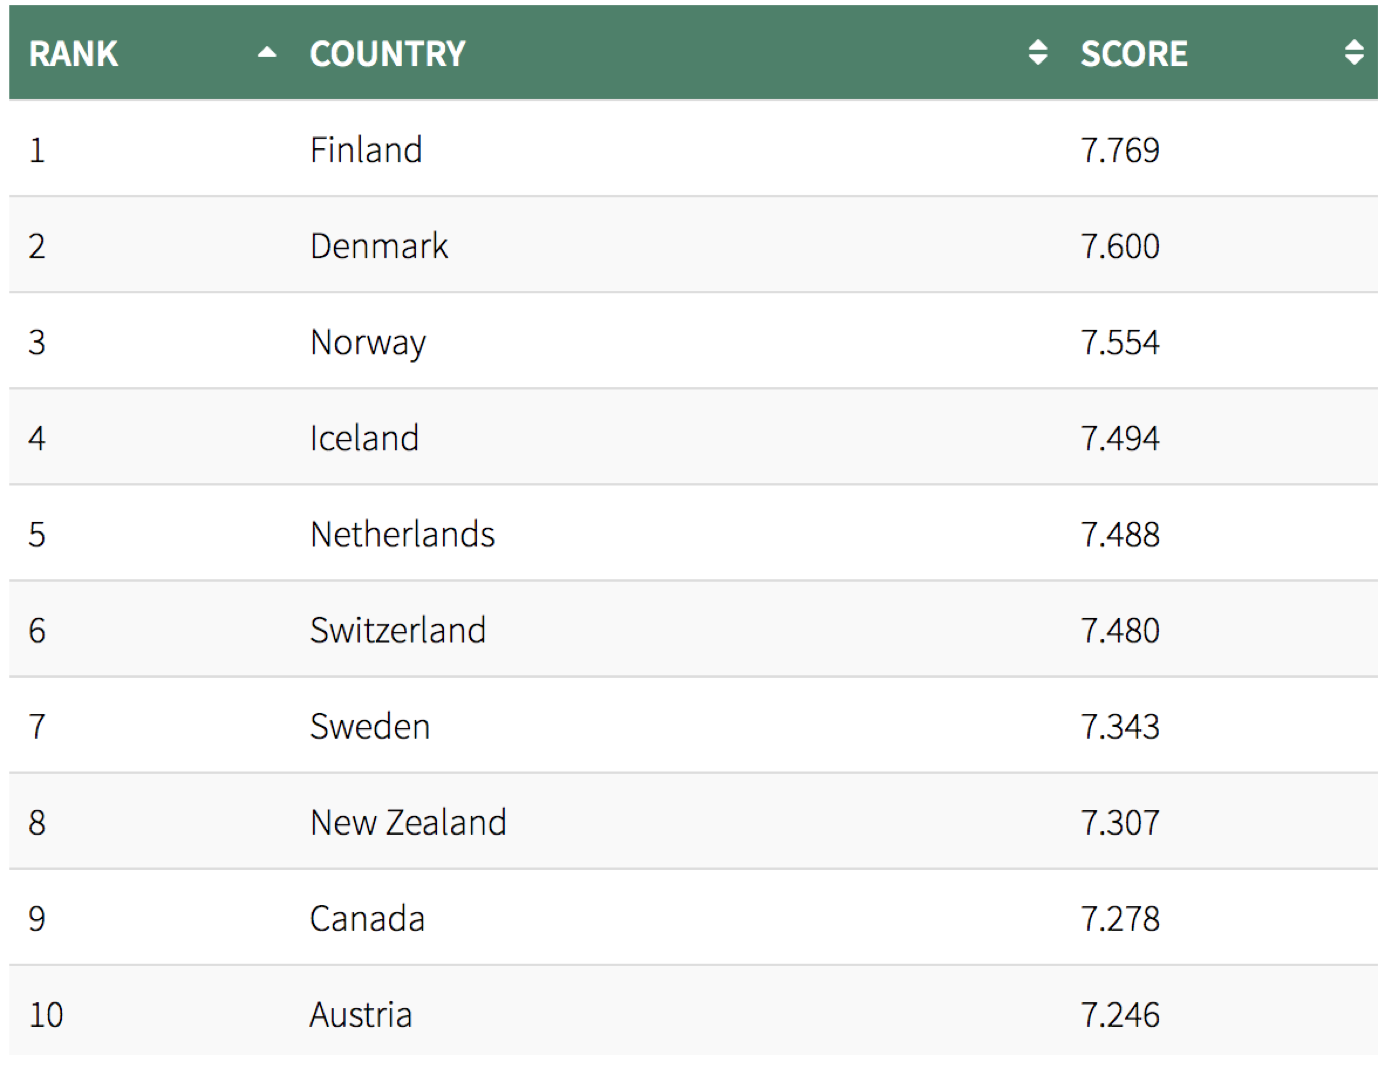 RANK COUNTRY SCORE
1 Finland 7.769
2 Denmark 7.600
3 Norway 7.554
4 Iceland 7.494
5 Netherlands 7.488
6 Switzerland 7.480
7 Sweden 7.343
8 New Zealand 7.307
9 Canada 7.278
10 Austria 7.246